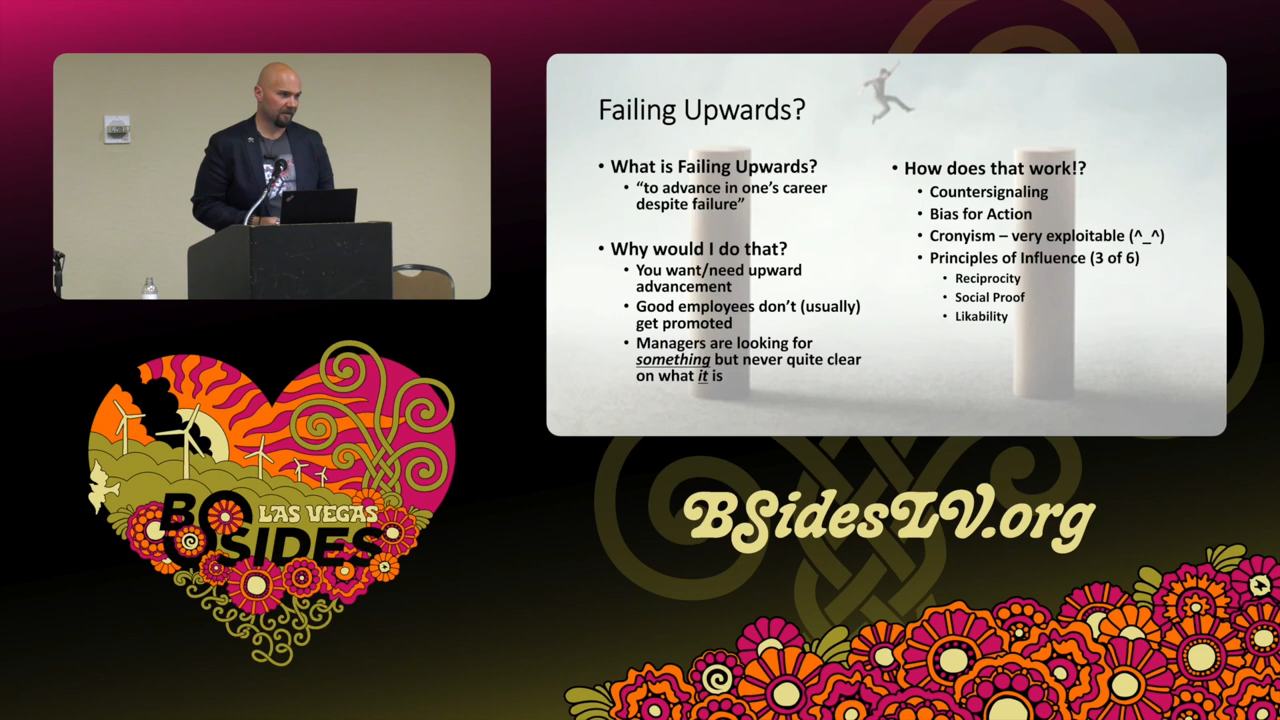 Failing Upwards?
• What is Failing Upwards?
• “to advance in one’s career
despite failure”
• Why would I do that?
• You want/need upward
advancement
• Good employees don’t (usually)
get promoted
• Managers are looking for
something but never quite clear
on what it is
• How does that work!?
• Countersignaling
• Bias for Action
• Cronyism – very exploitable (^_^)
• Principles of Influence (3 of 6)
• Reciprocity
• Social Proof
• Likability
LAS VEGAS
BSIDES
23
BSidesLV.org